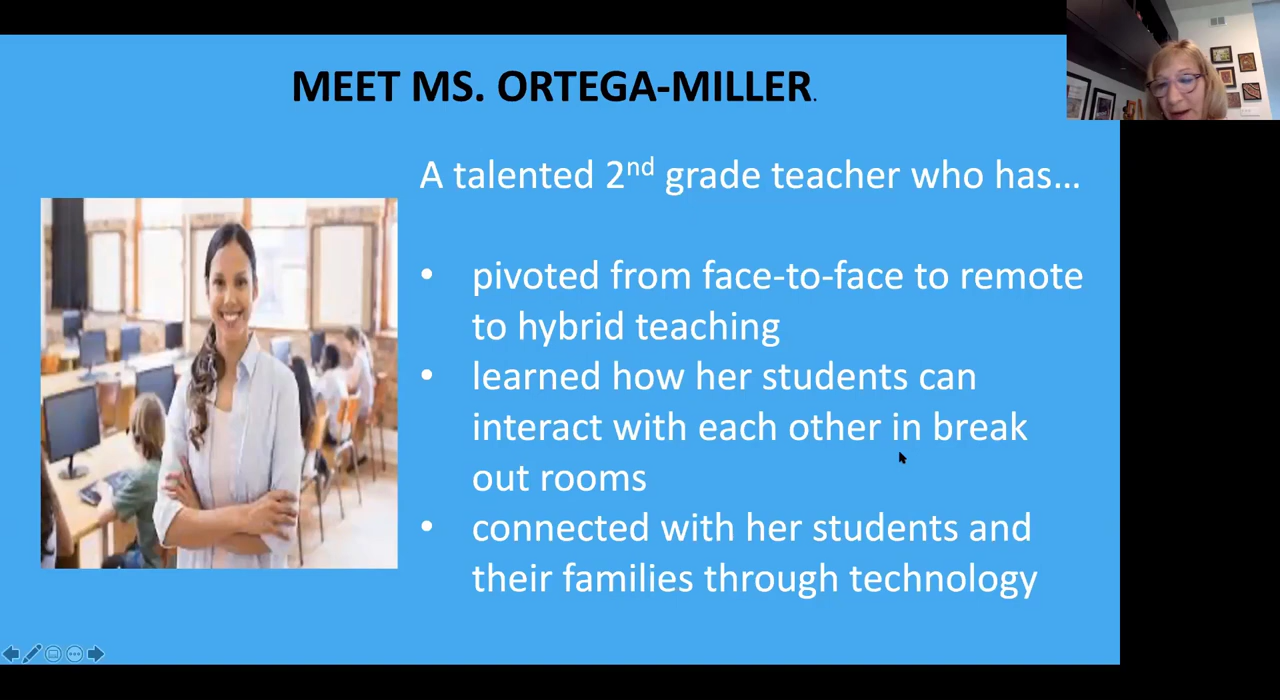 MEET MS. ORTEGA-MILLER.
A talented 2nd grade teacher who has…
• pivoted from face-to-face to remote
to hybrid teaching
• learned how her students can
interact with each other in break
out rooms
• connected with her students and
their families through technology